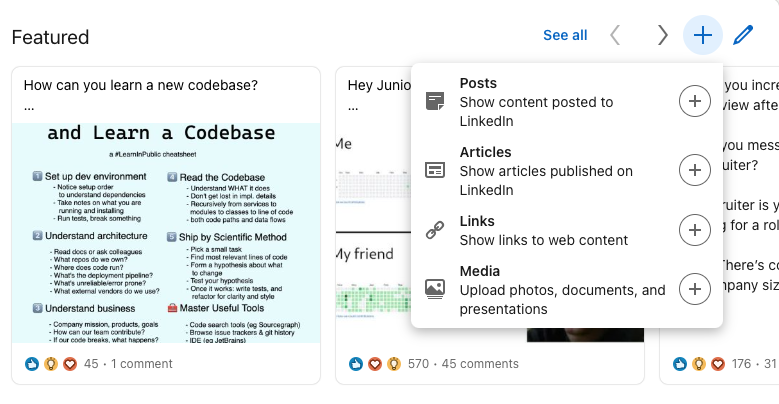 Featured
See all
How can you learn a new codebase?
...
and Learn a Codebase
a #LearnInPublic cheatsheet
1 Set up dev environment
- Notice setup order
to understand dependencies
- Take notes on what you are
running and installing
- Run tests, break something
2 Understand architecture
- Read docs or ask colleagues
- What repos do we own?
- Where does code run?
- What's the deployment pipeline?
- What's unreliable/error prone?
- What external vendors do we use?
3 Understand business
- Company mission, products, goals
- How can our team contribute?
- If our code breaks, what happens?
4 Read the Codebase
- Understand WHAT it does
- Don't get lost in impl. details
- Recursively from services to
modules to classes to line of code
- both code paths and data flows
5 Ship by Scientific Method
- Pick a small task
- Find most relevant lines of code
- Form a hypothesis about what
to change
- Test your hypothesis
- If it works: write tests, and
refactor for clarity and style
Master Useful Tools
- Code search tools (eg Sourcegraph)
- Browse issue trackers & git history
- IDE (eg JetBrains)
45 · 1 comment
Hey Junio
...
Me
My friend
570 · 45 comments
Posts
Show content posted to
LinkedIn
Articles
Show articles published on
LinkedIn
Links
Show links to web content
Media
Upload photos, documents, and
presentations
you incre
view afte
you mess
uiter?
ruiter is y
g for a rol
There's co
npany siz
176 · 31